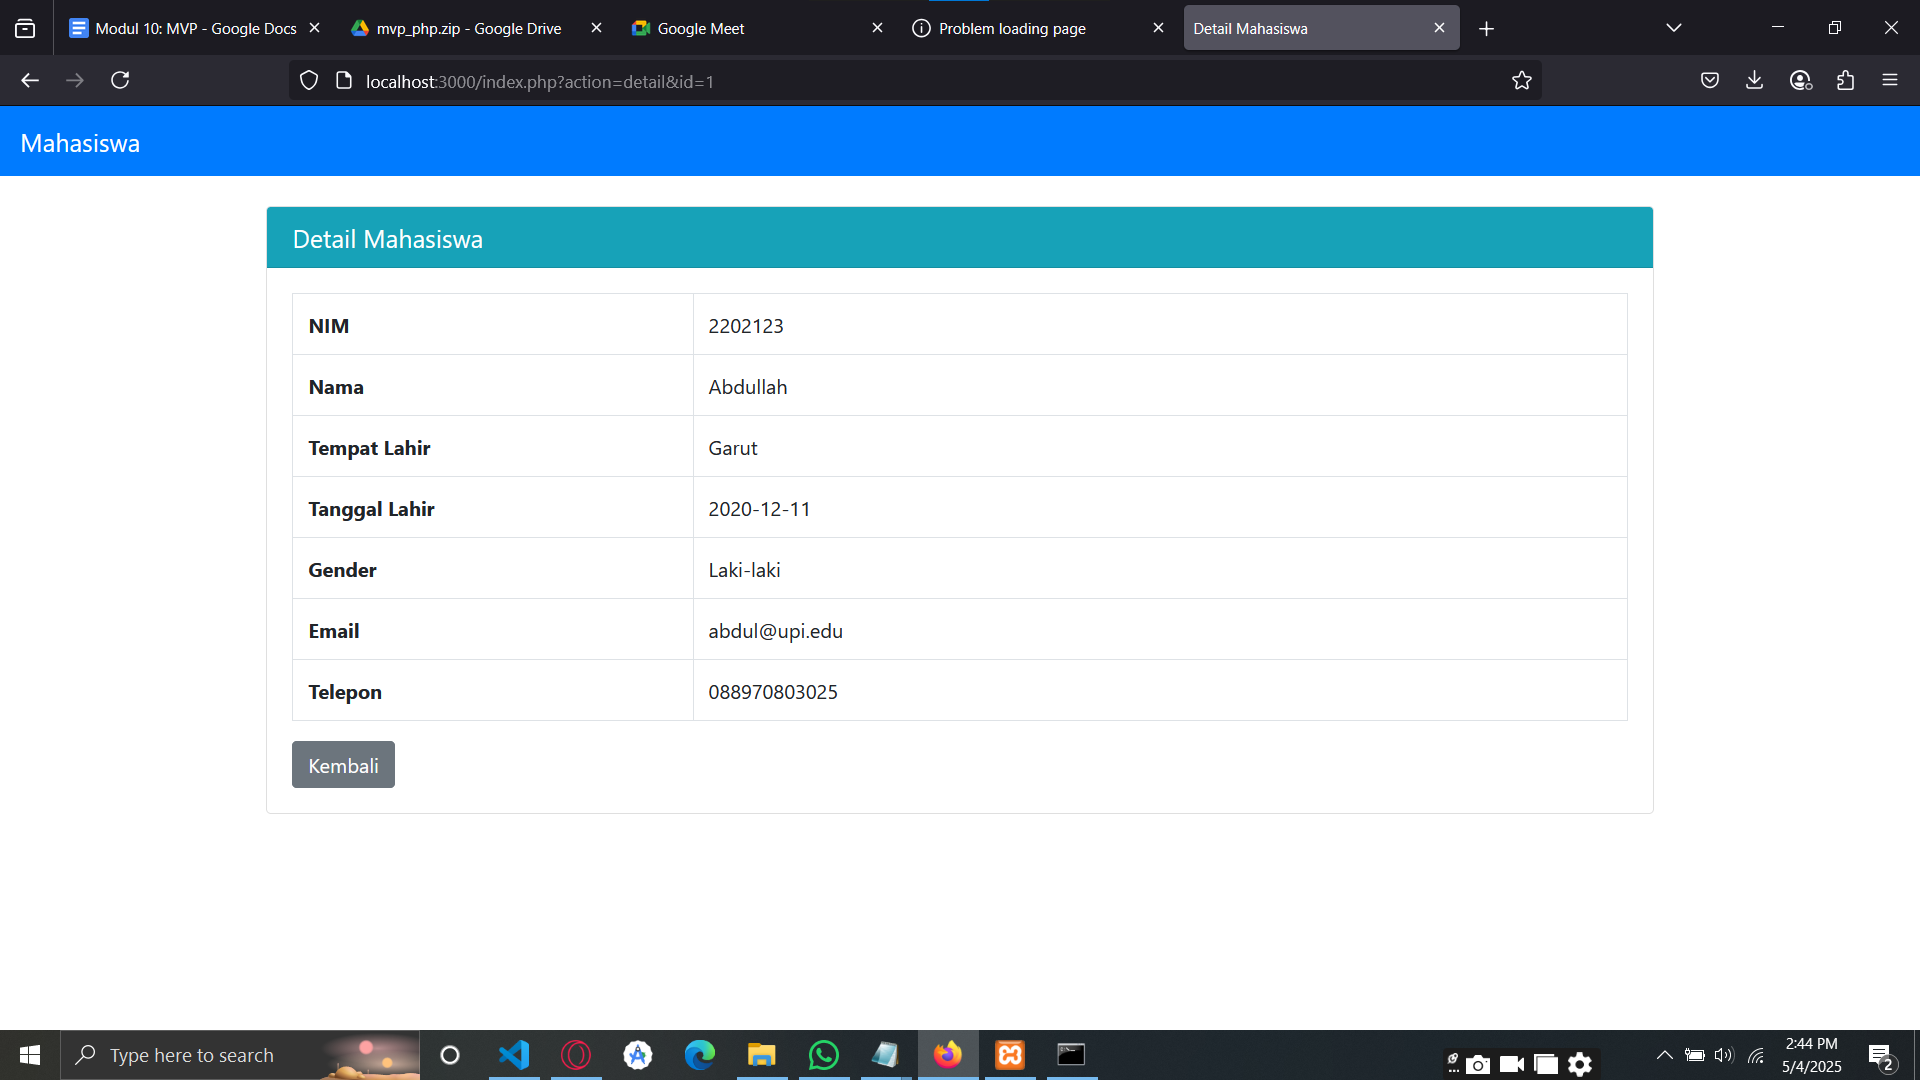 Modul 10: MVP - Google Docs
mvp_php.zip - Google Drive
Google Meet
Problem loading page
Detail Mahasiswa
localhost:3000/index.php?action=detail&id=1
Mahasiswa
Detail Mahasiswa
NIM 2202123
Nama Abdullah
Tempat Lahir Garut
Tanggal Lahir 2020-12-11
Gender Laki-laki
Email abdul@upi.edu
Telepon 088970803025
Kembali
Type here to search
2:44 PM
5/4/2025
2